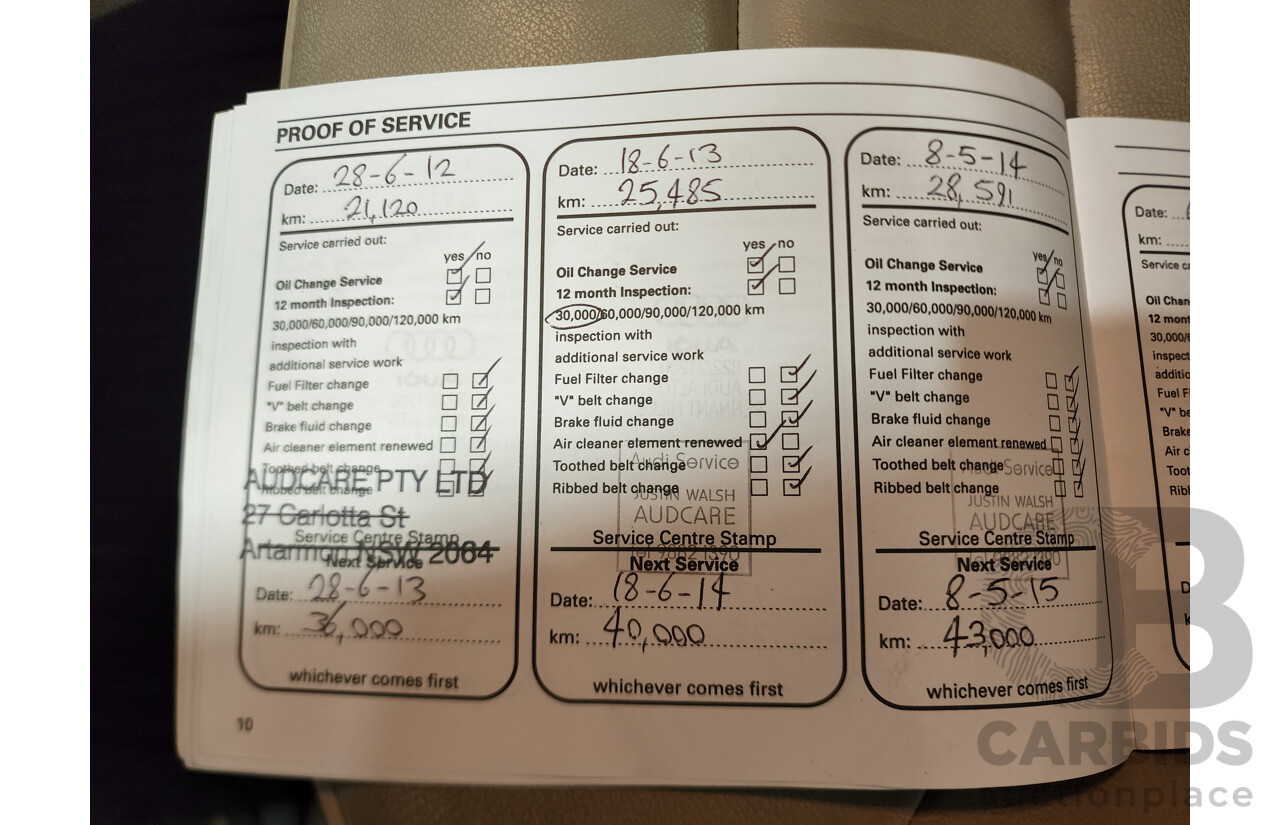 PROOF OF SERVICE
Date: 28-6-12
km: 21,120
Service carried out:
yes no
Oil Change Service
12 month Inspection:
30,000/60,000/90,000/120,000 km
inspection with
additional service work
Fuel Filter change
"V" belt change
Brake fluid change
Air cleaner element renewed
Toothed belt change
Ribbed belt change
AUDCARE PTY LTD
27 Carlotta St
Service Centre Stamp
Artarmon NSW 2064
Next Service
Date: 28-6-13
km: 36,000
whichever comes first
10
Date: 18-6-13
km: 25,485
Service carried out:
yes no
Oil Change Service
12 month Inspection:
30,000/60,000/90,000/120,000 km
inspection with
additional service work
Fuel Filter change
"V" belt change
Brake fluid change
Air cleaner element renewed
Toothed belt change
Ribbed belt change
Audi Service
JUSTIN WALSH
AUDCARE
Service Centre Stamp
Next Service
Date: 18-6-14
km: 40,000
whichever comes first
Date: 8-5-14
km: 28,591
Service carried out:
yes no
Oil Change Service
12 month Inspection:
30,000/60,000/90,000/120,000 km
inspection with
additional service work
Fuel Filter change
"V" belt change
Brake fluid change
Air cleaner element renewed
Toothed belt change
Ribbed belt change
Audi Service
JUSTIN WALSH
AUDCARE
Service Centre Stamp
Next Service
Date: 8-5-15
km: 43,000
whichever comes first
Date:
km:
Service
Oil
12
B
CARBIDS
auctionplace